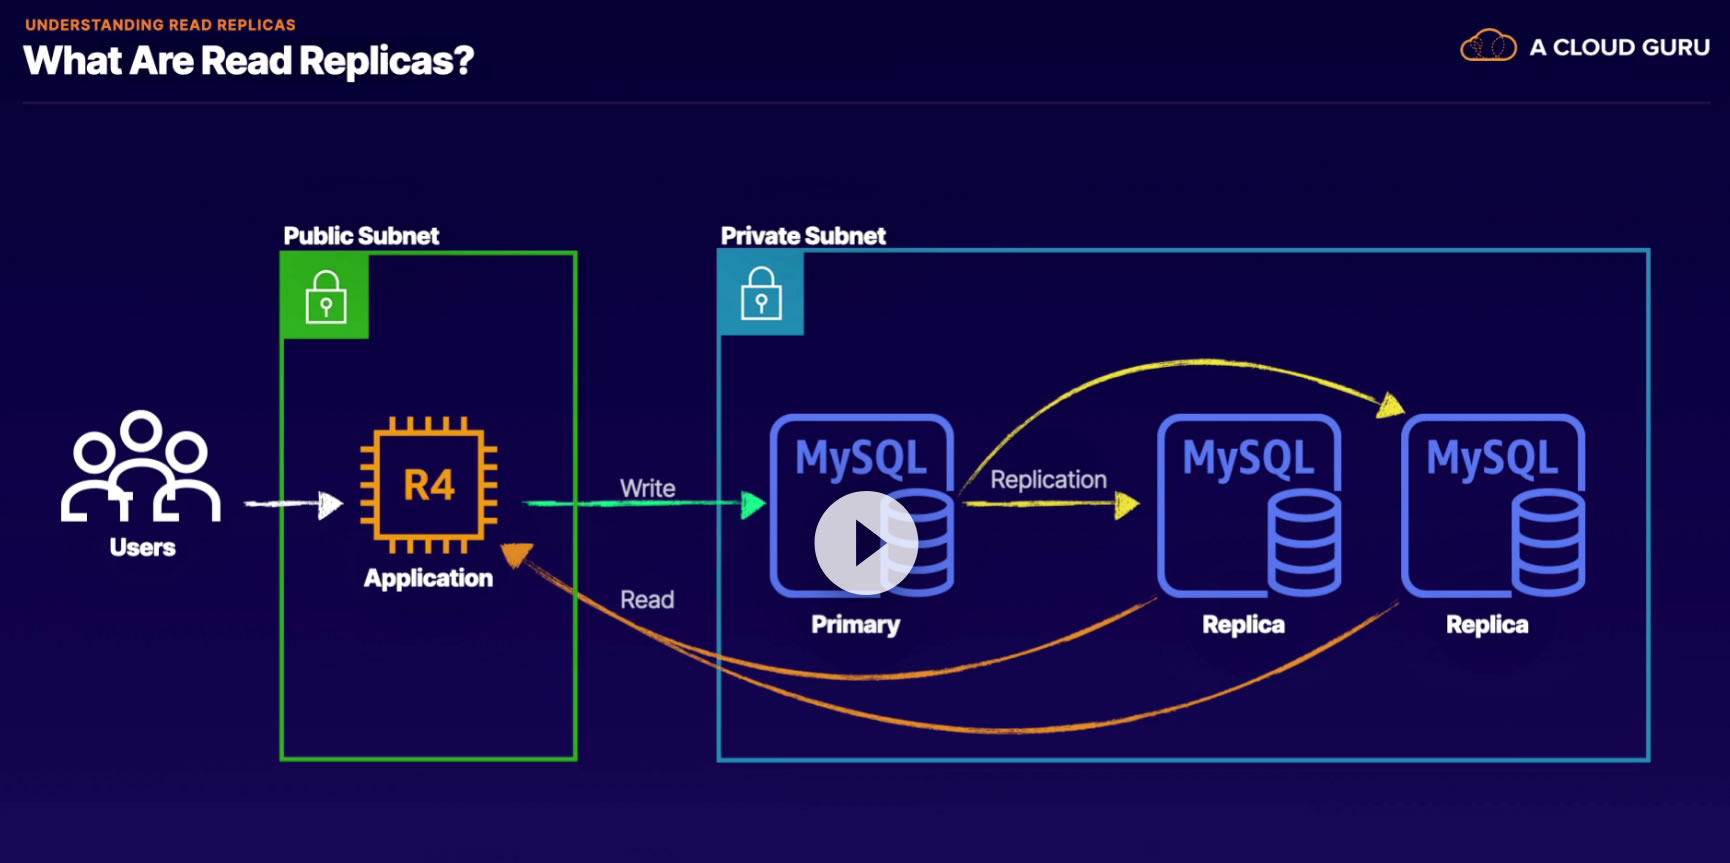 UNDERSTANDING READ REPLICAS
What Are Read Replicas?
A CLOUD GURU
Public Subnet
Private Subnet
Users
R4
Application
Write
Read
MySQL
Primary
Replication
MySQL
Replica
MySQL
Replica